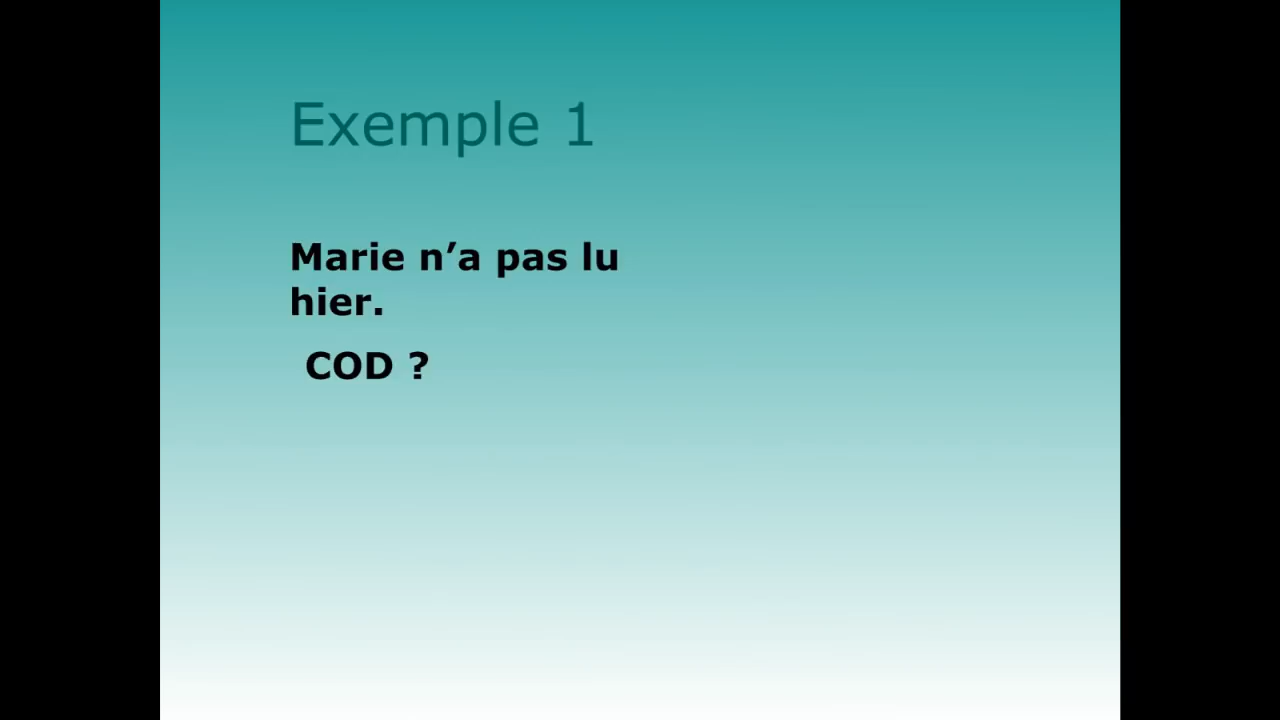 Exemple 1
Marie n’a pas lu
hier.
COD ?